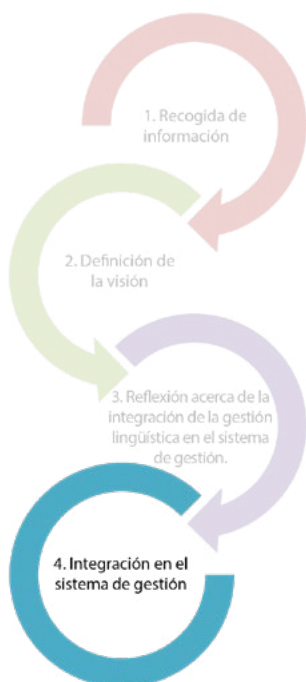 1. Recogida de
información
2. Definición de
la visión
3. Reflexión acerca de la
integración de la gestión
lingüística en el sistema
de gestión.
4. Integración en el
sistema de gestión